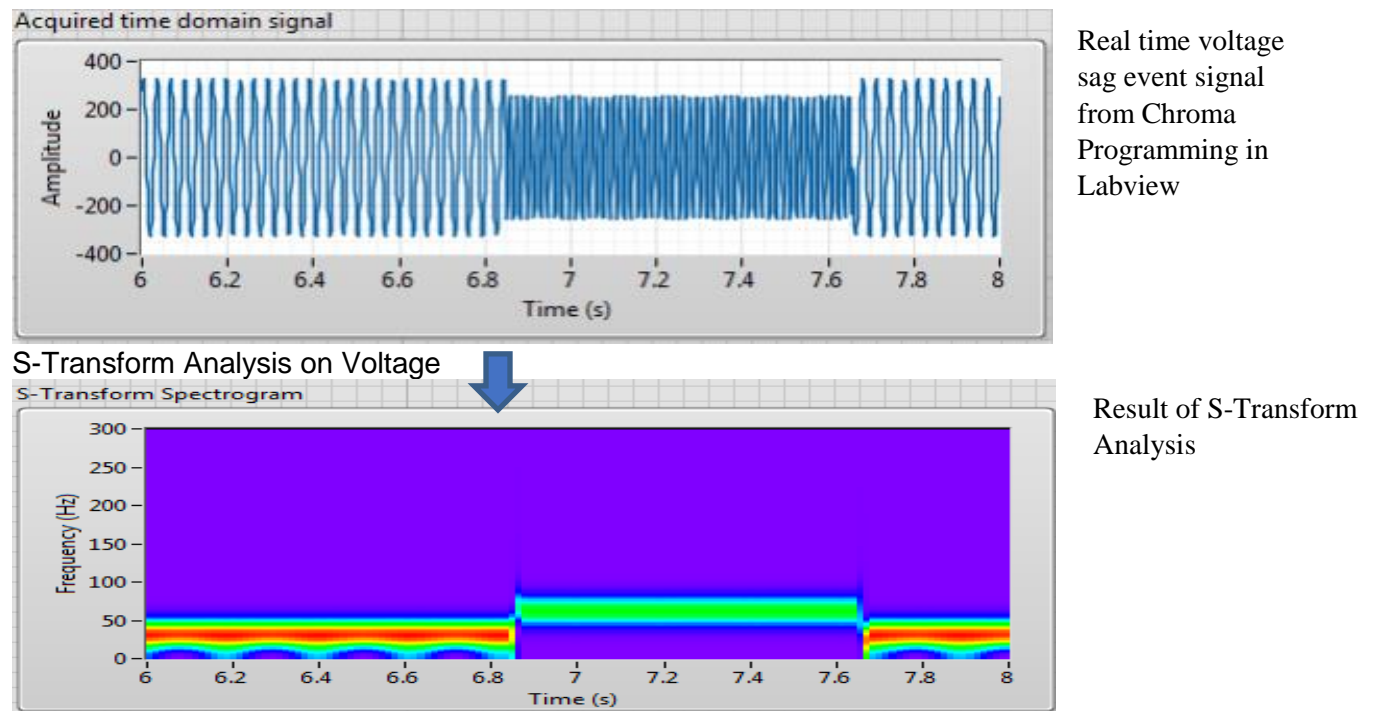 Acquired time domain signal
400
200
0
-200
-400
Amplitude
6 6.2 6.4 6.6 6.8 7 7.2 7.4 7.6 7.8 8
Time (s)
Real time voltage
sag event signal
from Chroma
Programming in
Labview
S-Transform Analysis on Voltage
S-Transform Spectrogram
300
250
200
150
100
50
0
Frequency (Hz)
6 6.2 6.4 6.6 6.8 7 7.2 7.4 7.6 7.8 8
Time (s)
Result of S-Transform
Analysis